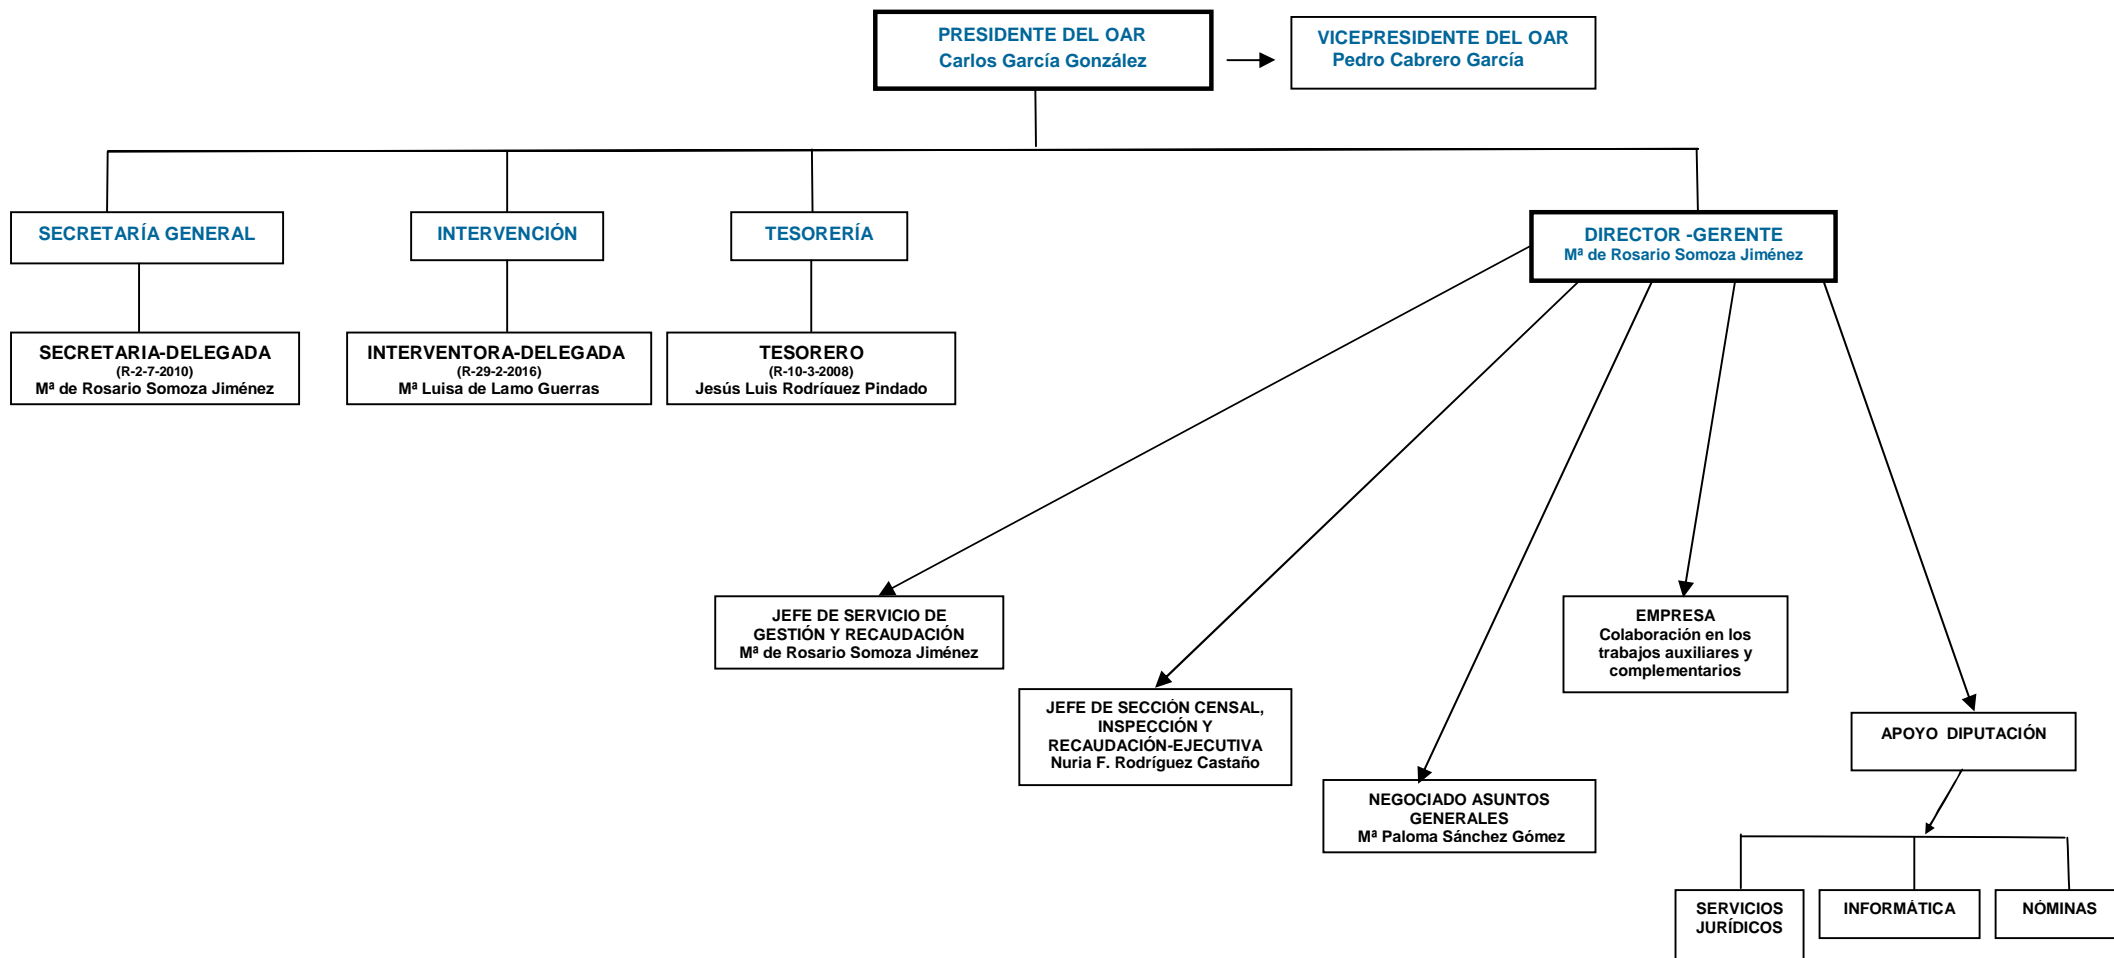 PRESIDENTE DEL OAR
Carlos García González
VICEPRESIDENTE DEL OAR
Pedro Cabrero García
SECRETARÍA GENERAL
INTERVENCIÓN
TESORERÍA
DIRECTOR -GERENTE
Mª de Rosario Somoza Jiménez
SECRETARIA-DELEGADA
(R-2-7-2010)
Mª de Rosario Somoza Jiménez
INTERVENTORA-DELEGADA
(R-29-2-2016)
Mª Luisa de Lamo Guerras
TESORERO
(R-10-3-2008)
Jesús Luis Rodríguez Pindado
JEFE DE SERVICIO DE
GESTIÓN Y RECAUDACIÓN
Mª de Rosario Somoza Jiménez
EMPRESA
Colaboración en los
trabajos auxiliares y
complementarios
JEFE DE SECCIÓN CENSAL,
INSPECCIÓN Y
RECAUDACIÓN-EJECUTIVA
Nuria F. Rodríguez Castaño
APOYO  DIPUTACIÓN
NEGOCIADO ASUNTOS
GENERALES
Mª Paloma Sánchez Gómez
SERVICIOS
JURÍDICOS
INFORMÁTICA
NÓMINAS